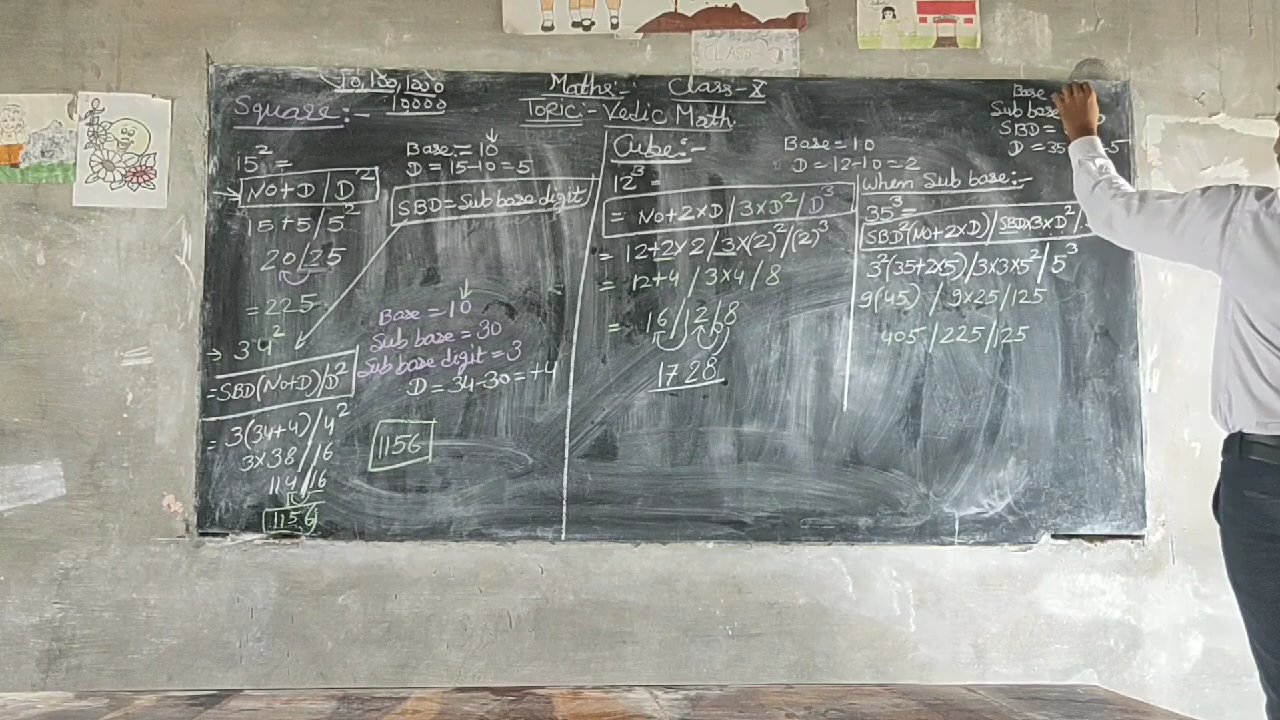 CLASS-
10,100,1000
10000
Maths:- Class-X
Topic:- Vedic Math
Square:-
15² =
Base = 10
D = 15-10 = 5
→ No+D / D²
SBD = Sub base digit
15+5 / 5²
20 / 25
= 225
→ 34²
Base = 10
Sub base = 30
Sub base digit = 3
D = 34-30 = +4
= SBD(No+D) / D²
= 3(34+4) / 4²
3×38 / 16
114 / 16
1156
1156
Cube:-
Base = 10
D = 12-10 = 2
12³ =
= No+2×D / 3×D² / D³
= 12+2×2 / 3×(2)² / (2)³
= 12+4 / 3×4 / 8
= 16 / 12 / 8
1728
Base
Sub base
SBD =
D = 35 -5
When Sub base:-
35³ =
SBD²(No+2×D) / SBD×3×D² /
3²(35+2×5) / 3×3×5² / 5³
9(45) / 9×25 / 125
405 / 225 / 125